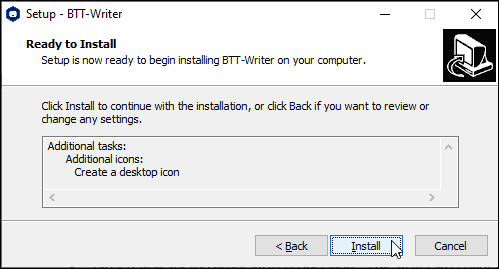 Setup - BTT-Writer
Ready to Install
Setup is now ready to begin installing BTT-Writer on your computer.
Click Install to continue with the installation, or click Back if you want to review or
change any settings.
Additional tasks:
Additional icons:
Create a desktop icon
< Back
Install
Cancel